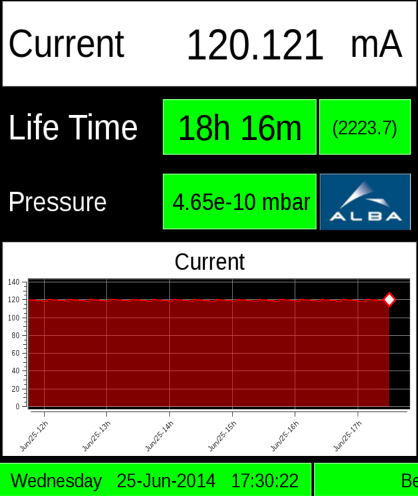 Current 120.121 mA
Life Time 18h 16m (2223.7)
Pressure 4.65e-10 mbar ALBA
Current
140
120
100
80
60
40
20
0
Jun/25-12h Jun/25-13h Jun/25-14h Jun/25-15h Jun/25-16h Jun/25-17h
Wednesday 25-Jun-2014 17:30:22 Be